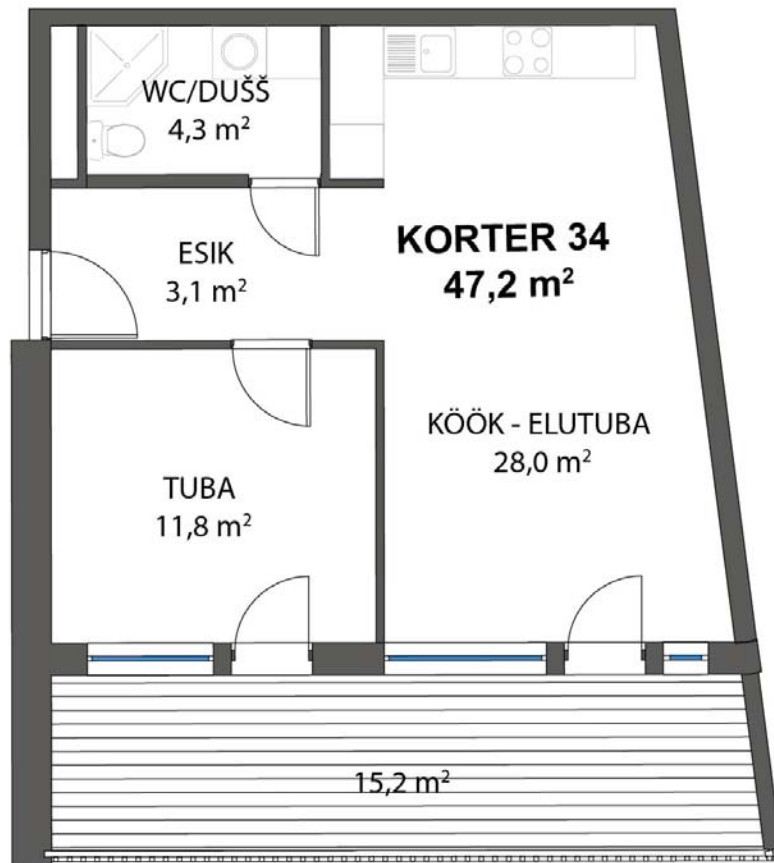 WC/DUŠŠ
4,3 m²
ESIK
3,1 m²
KORTER 34
47,2 m²
KÖÖK - ELUTUBA
28,0 m²
TUBA
11,8 m²
15,2 m²